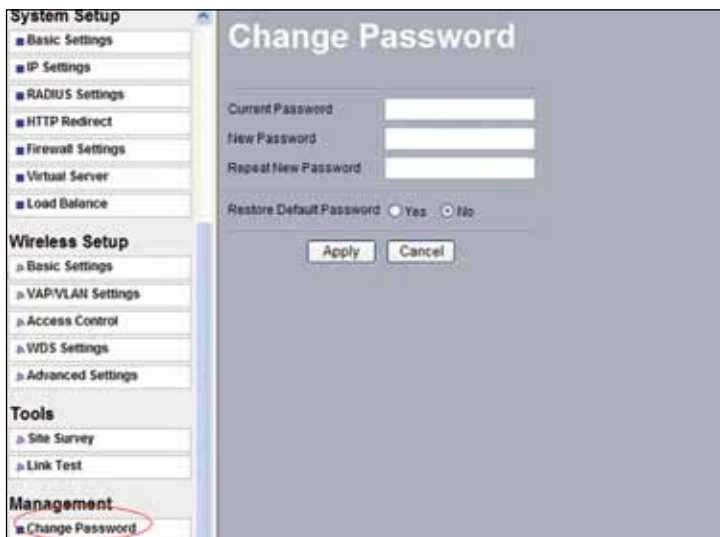 System Setup
Basic Settings
IP Settings
RADIUS Settings
HTTP Redirect
Firewall Settings
Virtual Server
Load Balance
Wireless Setup
Basic Settings
VAP/VLAN Settings
Access Control
WDS Settings
Advanced Settings
Tools
Site Survey
Link Test
Management
Change Password
Change Password
Current Password
New Password
Repeat New Password
Restore Default Password Yes No
Apply Cancel